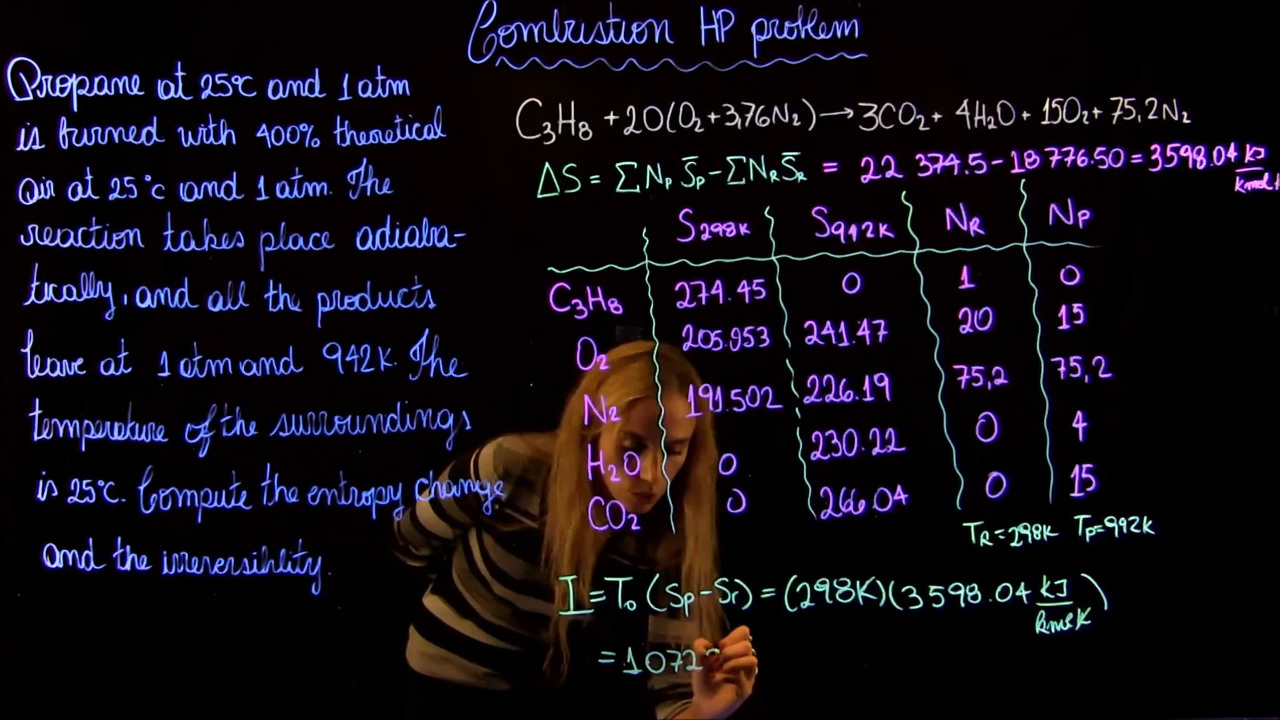 Combustion HP problem
Propane at 25°C and 1 atm
is burned with 400% theoretical
air at 25°C and 1 atm. The
reaction takes place adiaba-
tically, and all the products
leave at 1 atm and 942K. The
temperature of the surroundings
is 25°C. Compute the entropy change
and the irreversibility.
C₃H₈ + 20(O₂+3,76N₂) → 3CO₂ + 4H₂O + 15O₂ + 75,2N₂
ΔS = ∑Nₚ S̄ₚ - ∑Nᵣ S̄ᵣ = 22 374.5 - 18 776.50 = 3598.04 kJ/kmol
S₂₉₈ₖ S₉₄₂ₖ Nᵣ Nₚ
C₃H₈ 274.45 0 1 0
O₂ 205.953 241.47 20 15
N₂ 191.502 226.19 75,2 75,2
H₂O 0 230.22 0 4
CO₂ 0 266.04 0 15
Tᵣ=298K Tₚ=942K
I = T₀ (Sp - Sr) = (298K)(3598.04 kJ/kmol K)
= 1072